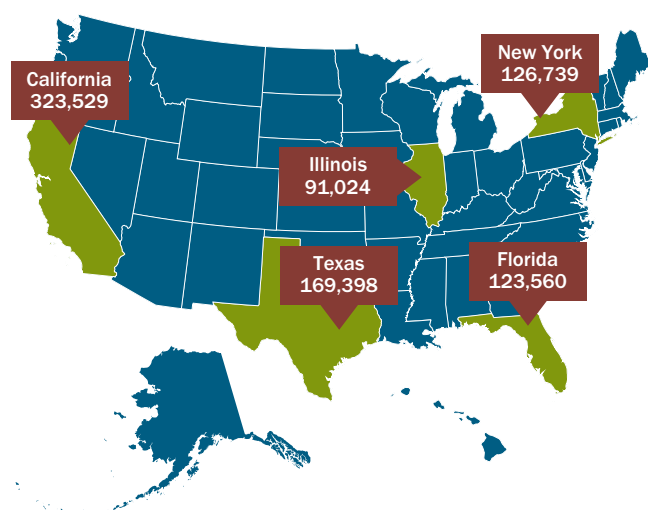 New York
126,739
California
323,529
Illinois
91,024
Texas
169,398
Florida
123,560